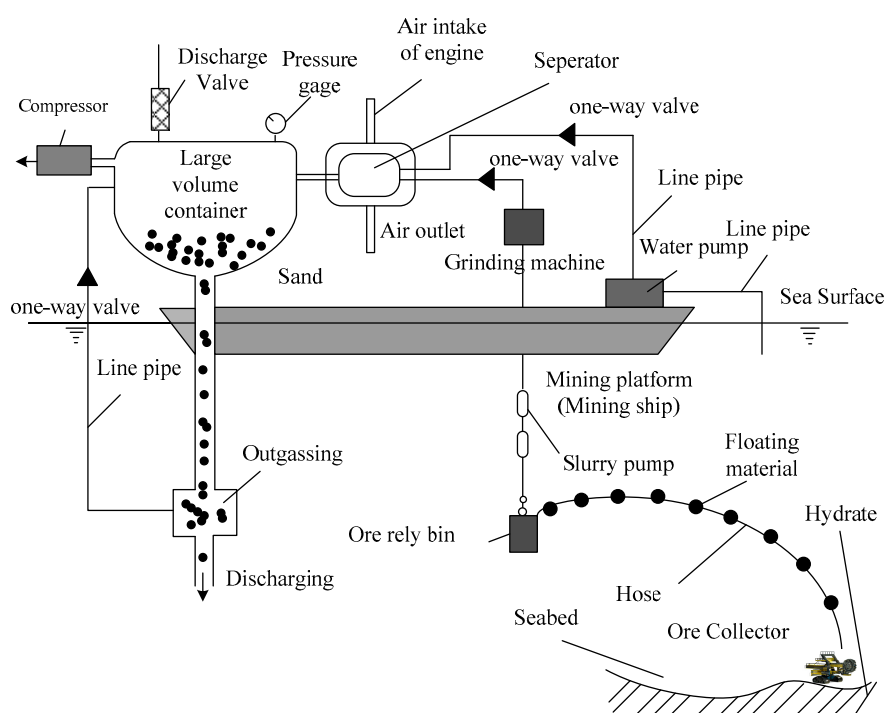 Air intake
of engine
Discharge
Valve
Pressure
gage
Seperator
Compressor
one-way valve
Large
volume
container
one-way valve
Line pipe
Air outlet
Line pipe
Water pump
Grinding machine
Sand
Sea Surface
one-way valve
Line pipe
Mining platform
(Mining ship)
Floating
material
Outgassing
Slurry pump
Hydrate
Ore rely bin
Discharging
Hose
Seabed
Ore Collector